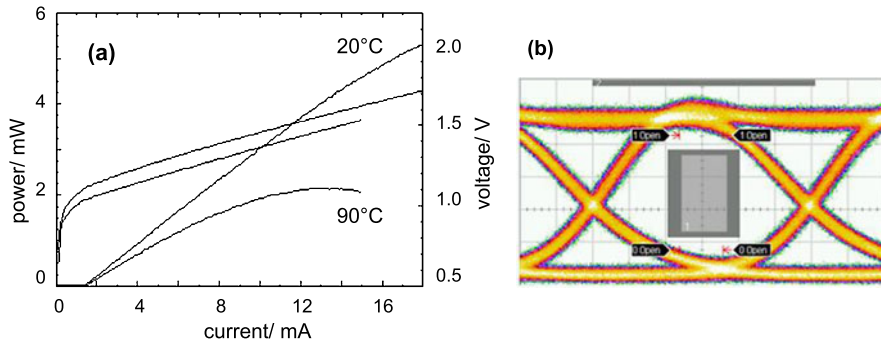 (a)
6
4
2
0
power/ mW
20°C
90°C
2.0
1.5
1.0
0.5
voltage/ V
0 4 8 12 16
current/ mA
(b)
1 Open
1 Open
1
0 Open
0 Open